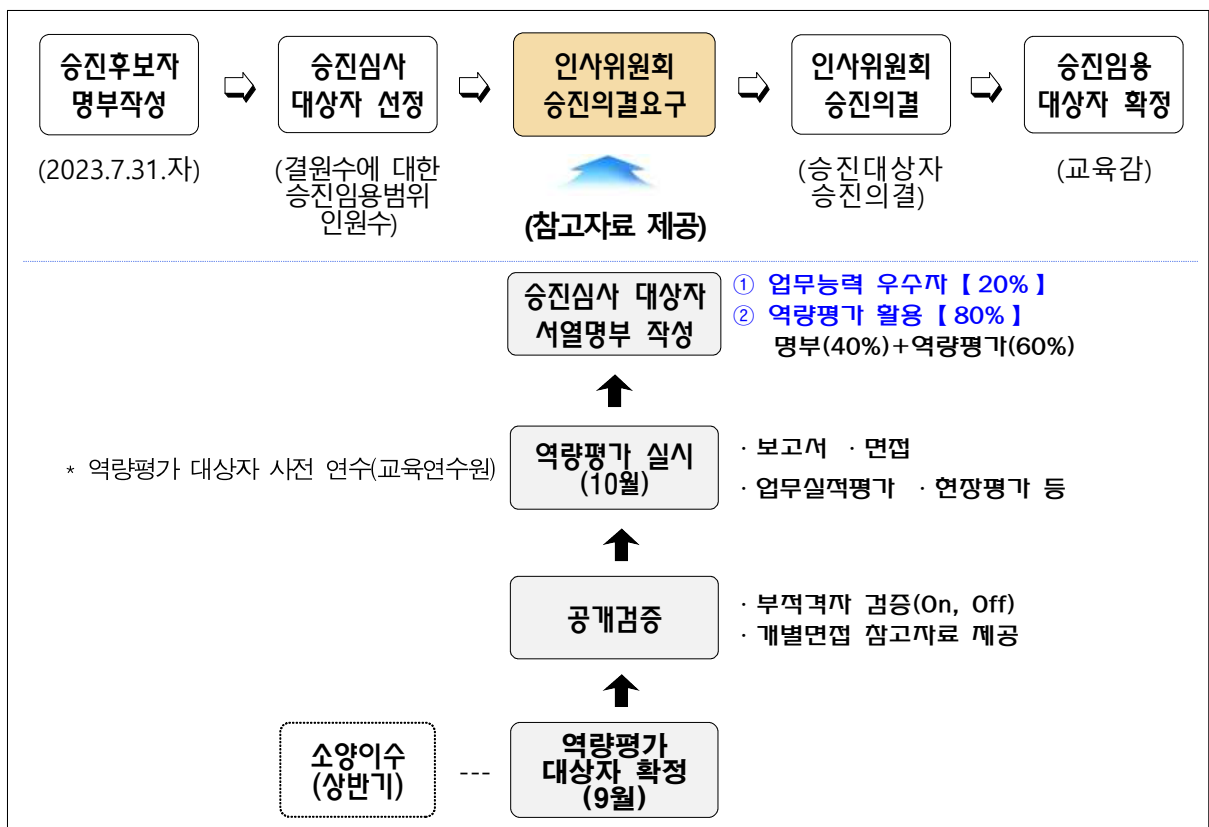 승진후보자
명부작성
승진심사
대상자 선정
인사위원회
승진의결요구
인사위원회
승진의결
승진임용
대상자 확정
(2023.7.31.자)
(결원수에 대한
승진임용범위
인원수)
(참고자료 제공)
(승진대상자
승진의결)
(교육감)
승진심사 대상자
서열명부 작성
① 업무능력 우수자【20%】
② 역량평가 활용【80%】
명부(40%)+역량평가(60%)
* 역량평가 대상자 사전 연수(교육연수원)
역량평가 실시
(10월)
· 보고서 · 면접
· 업무실적평가 · 현장평가 등
공개검증
· 부적격자 검증(On, Off)
· 개별면접 참고자료 제공
소양이수
(상반기)
---
역량평가
대상자 확정
(9월)